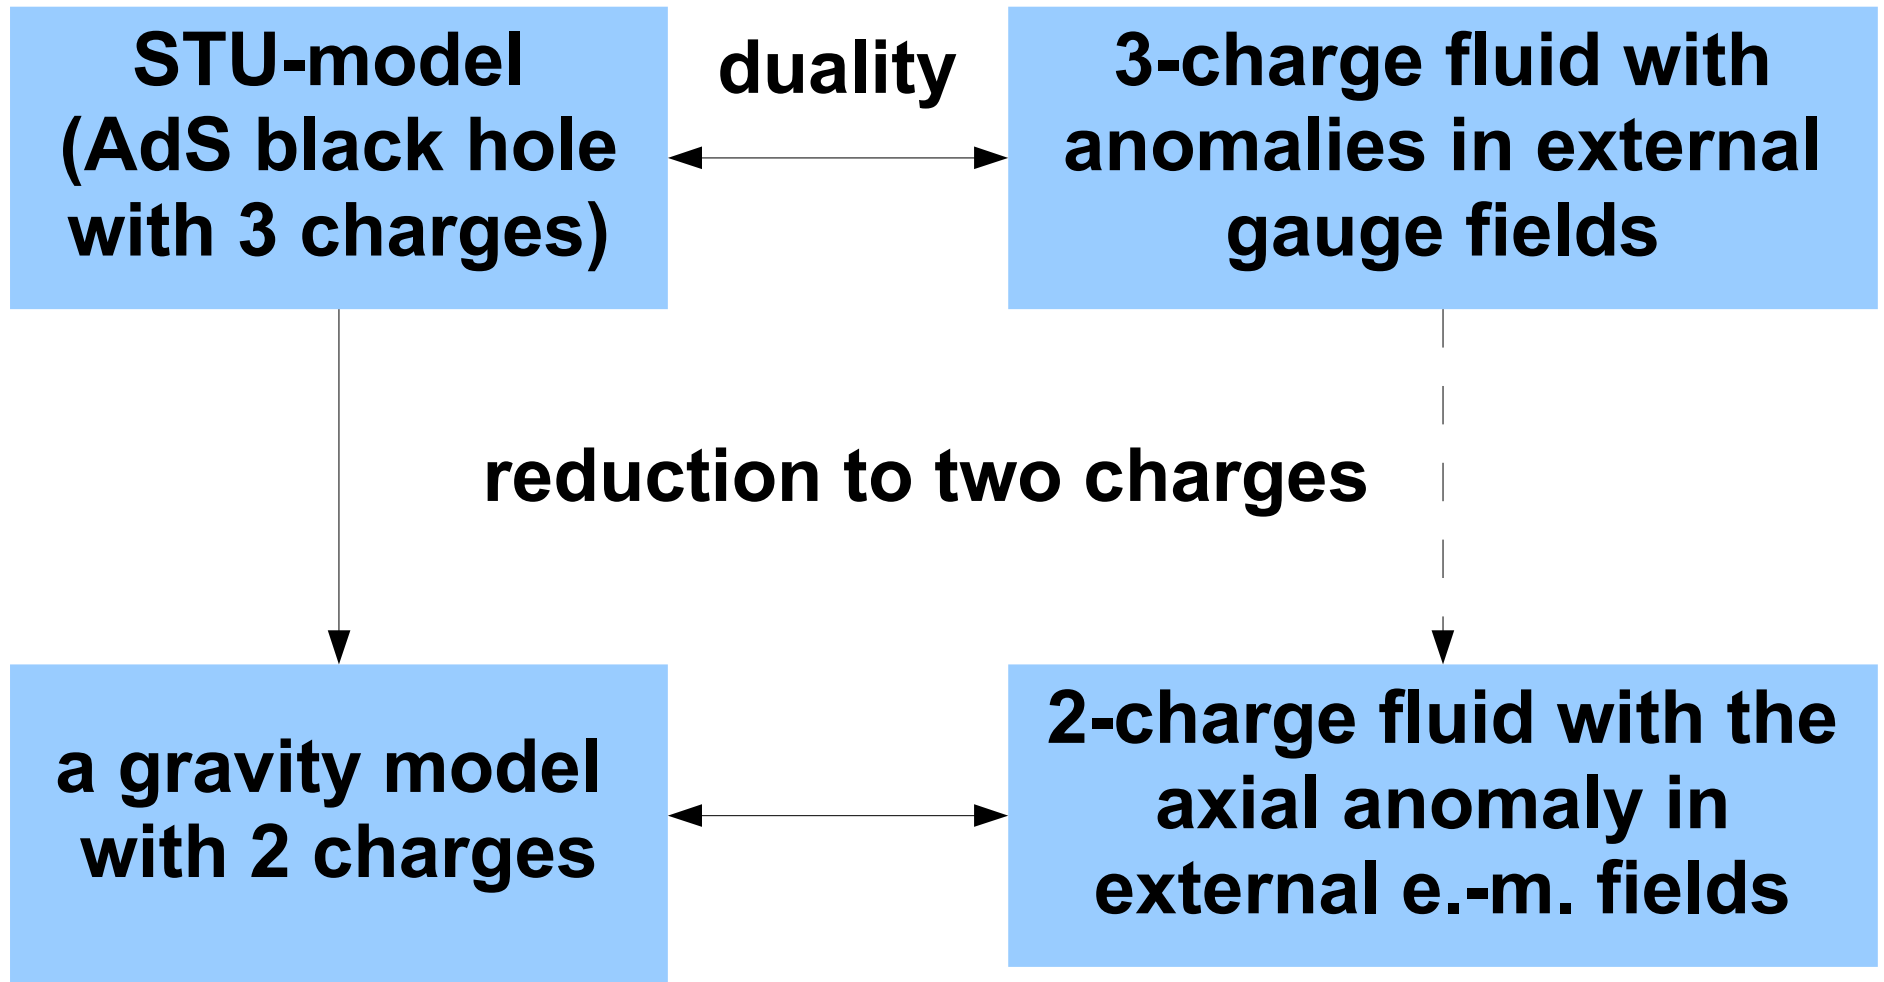 STU-model
(AdS black hole
with 3 charges)
duality
3-charge fluid with
anomalies in external
gauge fields
reduction to two charges
a gravity model
with 2 charges
2-charge fluid with the
axial anomaly in
external e.-m. fields